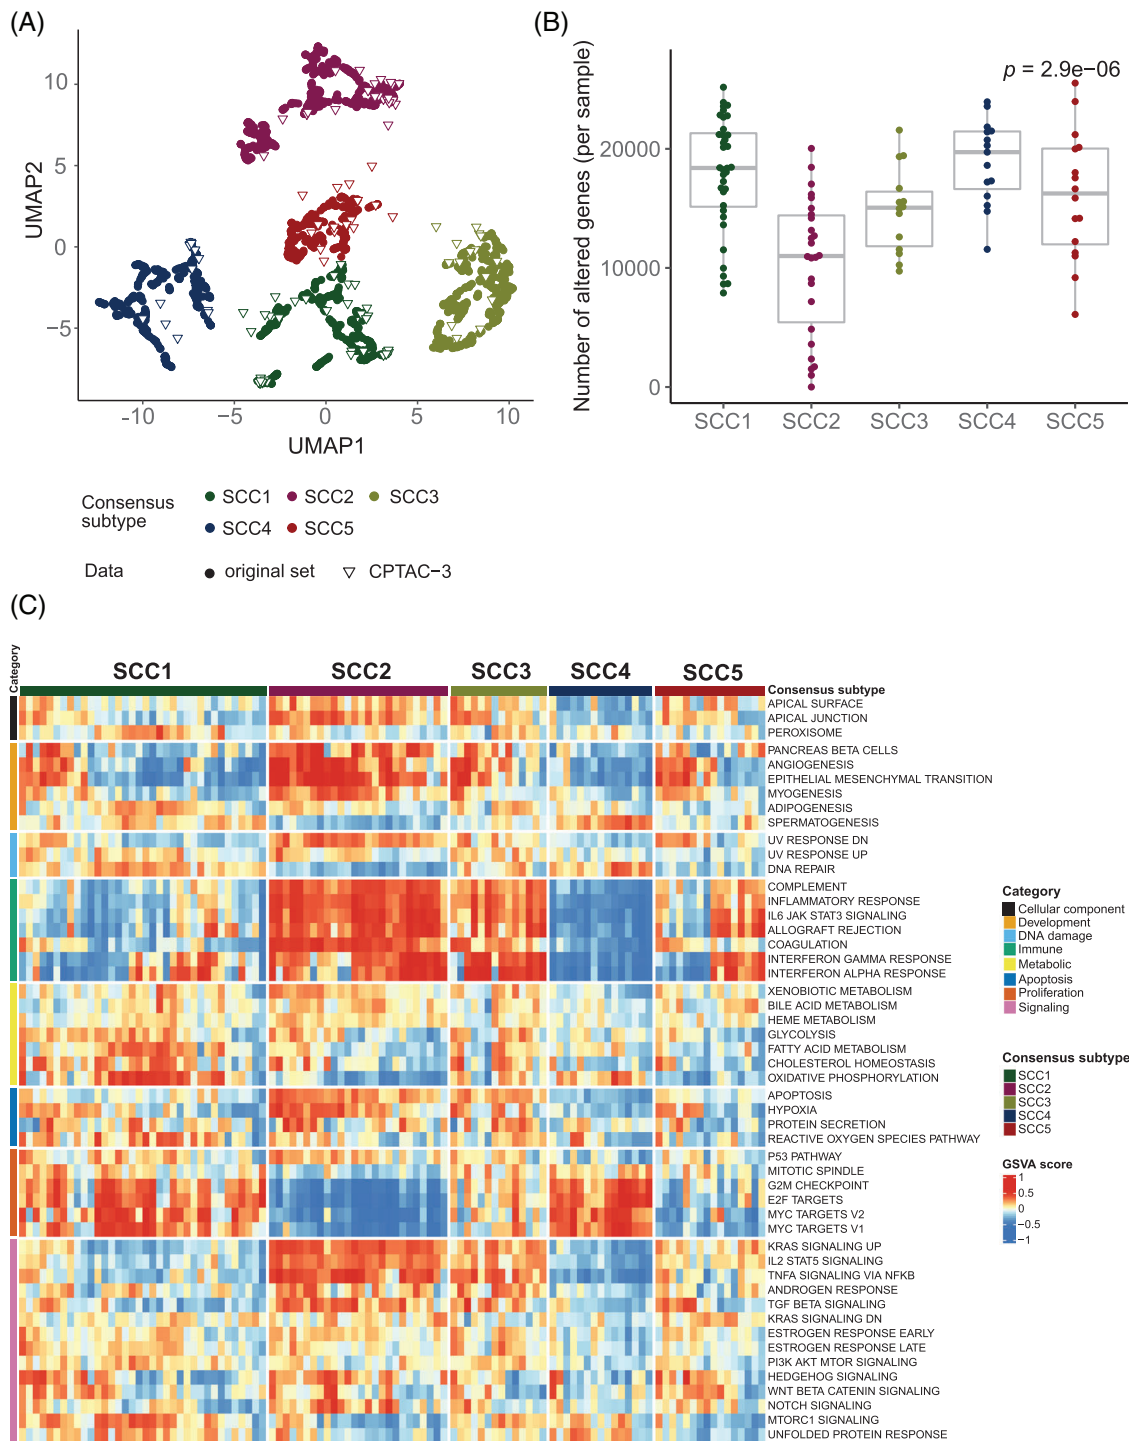 (A)
UMAP2
10
5
0
−5
−10
−5
0
5
10
UMAP1
Consensus
subtype
SCC1
SCC2
SCC3
SCC4
SCC5
Data
original set
CPTAC−3
(B)
p = 2.9e−06
Number of altered genes (per sample)
20000
10000
0
SCC1
SCC2
SCC3
SCC4
SCC5
(C)
Category
SCC1
SCC2
SCC3
SCC4
SCC5
Consensus subtype
APICAL SURFACE
APICAL JUNCTION
PEROXISOME
PANCREAS BETA CELLS
ANGIOGENESIS
EPITHELIAL MESENCHYMAL TRANSITION
MYOGENESIS
ADIPOGENESIS
SPERMATOGENESIS
UV RESPONSE DN
UV RESPONSE UP
DNA REPAIR
COMPLEMENT
INFLAMMATORY RESPONSE
IL6 JAK STAT3 SIGNALING
ALLOGRAFT REJECTION
COAGULATION
INTERFERON GAMMA RESPONSE
INTERFERON ALPHA RESPONSE
XENOBIOTIC METABOLISM
BILE ACID METABOLISM
HEME METABOLISM
GLYCOLYSIS
FATTY ACID METABOLISM
CHOLESTEROL HOMEOSTASIS
OXIDATIVE PHOSPHORYLATION
APOPTOSIS
HYPOXIA
PROTEIN SECRETION
REACTIVE OXYGEN SPECIES PATHWAY
P53 PATHWAY
MITOTIC SPINDLE
G2M CHECKPOINT
E2F TARGETS
MYC TARGETS V2
MYC TARGETS V1
KRAS SIGNALING UP
IL2 STAT5 SIGNALING
TNFA SIGNALING VIA NFKB
ANDROGEN RESPONSE
TGF BETA SIGNALING
KRAS SIGNALING DN
ESTROGEN RESPONSE EARLY
ESTROGEN RESPONSE LATE
PI3K AKT MTOR SIGNALING
HEDGEHOG SIGNALING
WNT BETA CATENIN SIGNALING
NOTCH SIGNALING
MTORC1 SIGNALING
UNFOLDED PROTEIN RESPONSE
Category
Cellular component
Development
DNA damage
Immune
Metabolic
Apoptosis
Proliferation
Signaling
Consensus subtype
SCC1
SCC2
SCC3
SCC4
SCC5
GSVA score
1
0.5
0
−0.5
−1